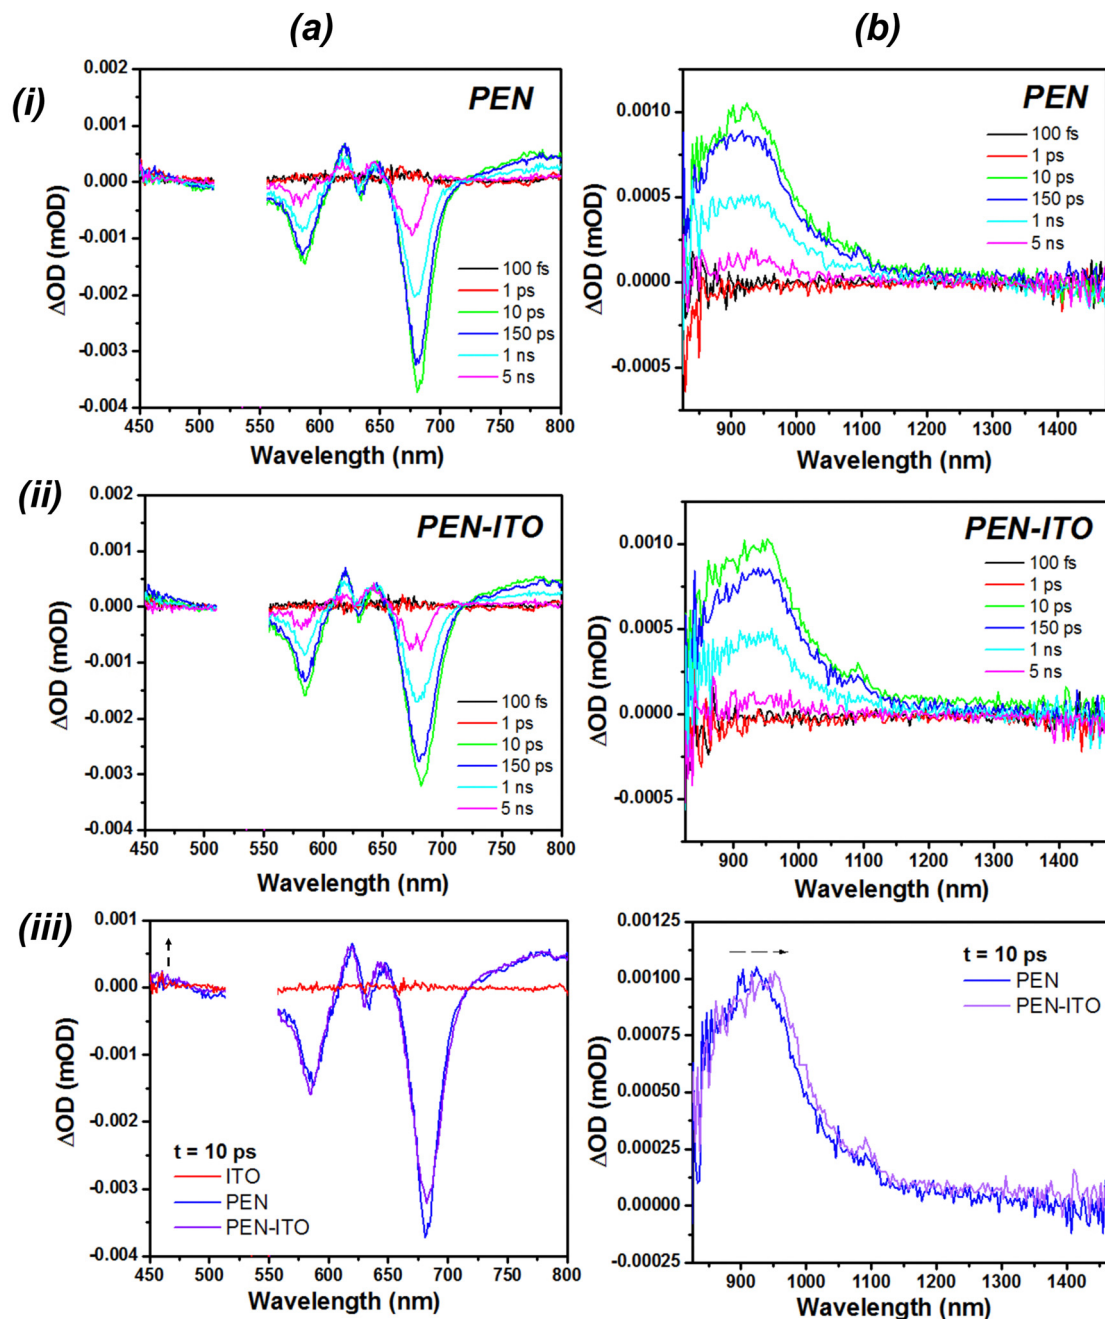 (a)
(b)
(i)
PEN
0.002
0.001
0.000
-0.001
-0.002
-0.003
-0.004
ΔOD (mOD)
100 fs
1 ps
10 ps
150 ps
1 ns
5 ns
450 500 550 600 650 700 750 800
Wavelength (nm)
PEN
0.0010
0.0005
0.0000
-0.0005
ΔOD (mOD)
100 fs
1 ps
10 ps
150 ps
1 ns
5 ns
900 1000 1100 1200 1300 1400
Wavelength (nm)
(ii)
PEN-ITO
0.002
0.001
0.000
-0.001
-0.002
-0.003
-0.004
ΔOD (mOD)
100 fs
1 ps
10 ps
150 ps
1 ns
5 ns
450 500 550 600 650 700 750 800
Wavelength (nm)
PEN-ITO
0.0010
0.0005
0.0000
-0.0005
ΔOD (mOD)
100 fs
1 ps
10 ps
150 ps
1 ns
5 ns
900 1000 1100 1200 1300 1400
Wavelength (nm)
(iii)
0.001
0.000
-0.001
-0.002
-0.003
-0.004
ΔOD (mOD)
t = 10 ps
ITO
PEN
PEN-ITO
450 500 550 600 650 700 750 800
Wavelength (nm)
0.00125
0.00100
0.00075
0.00050
0.00025
0.00000
-0.00025
ΔOD (mOD)
t = 10 ps
PEN
PEN-ITO
900 1000 1100 1200 1300 1400
Wavelength (nm)